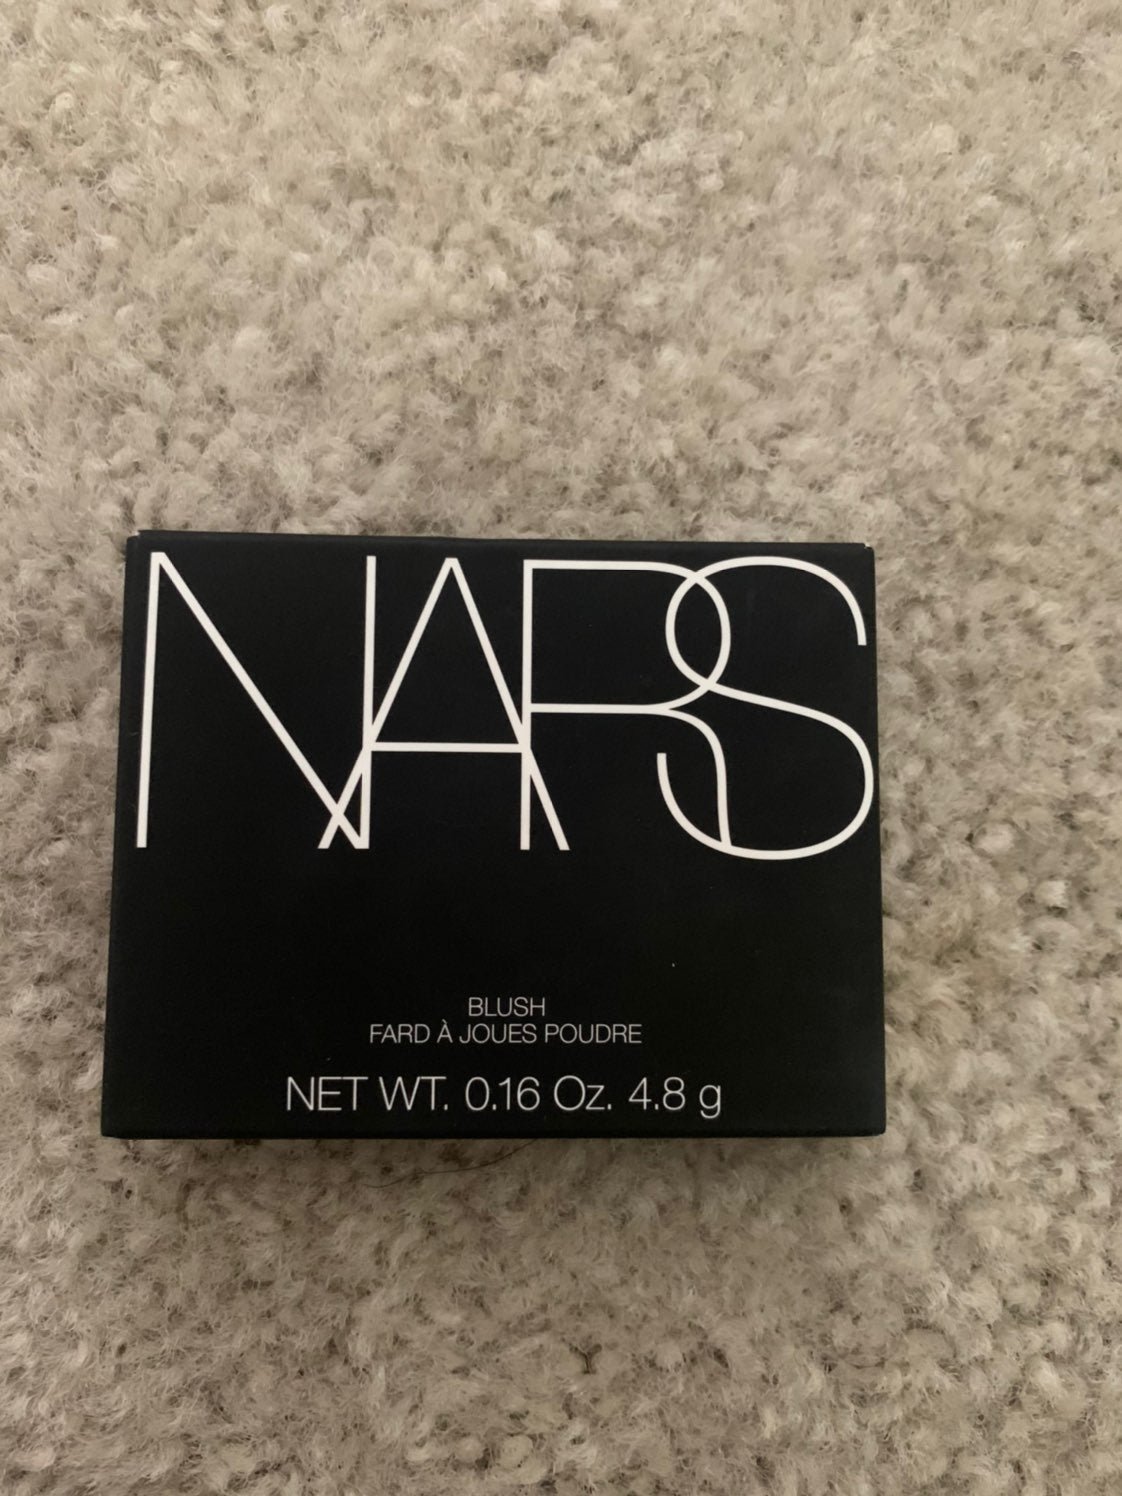 NARS
BLUSH
FARD À JOUES POUDRE
NET WT. 0.16 Oz. 4.8 g